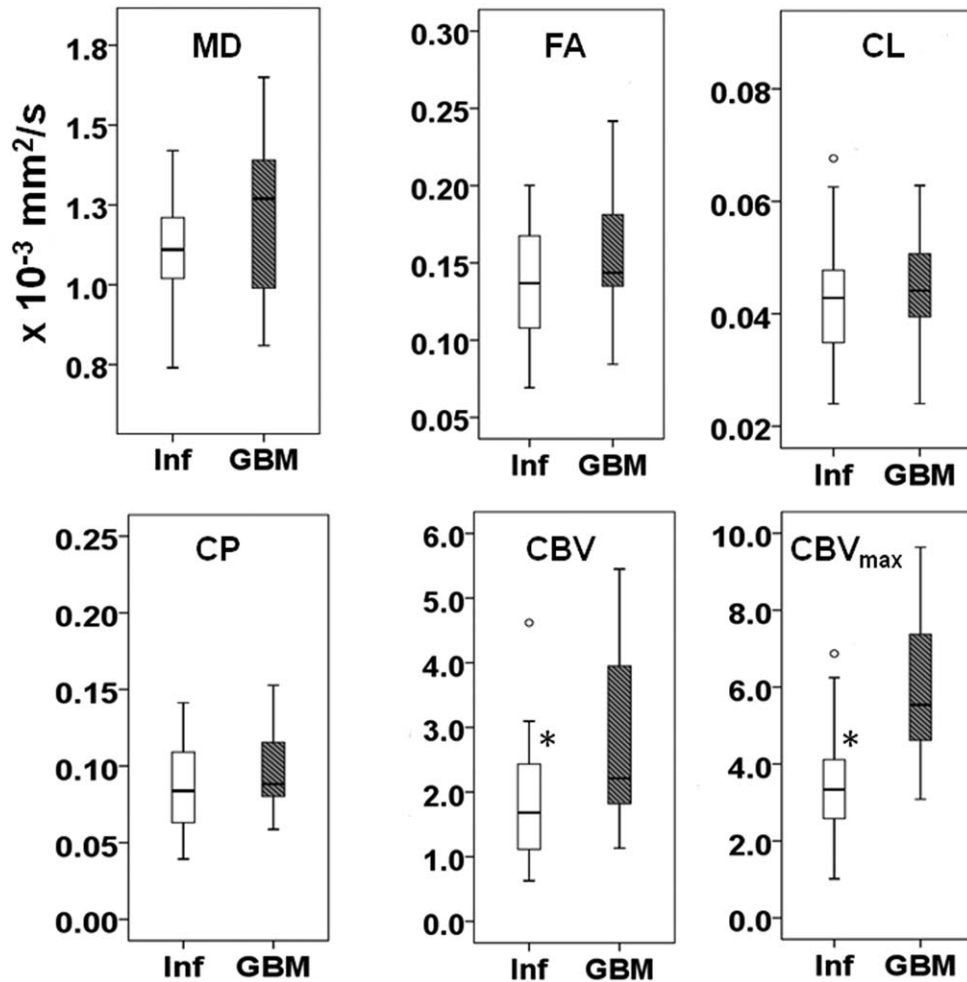 MD
x 10⁻³ mm²/s
1.8
1.5
1.3
1.0
0.8
Inf GBM
FA
0.30
0.25
0.20
0.15
0.10
0.05
Inf GBM
CL
0.08
0.06
0.04
0.02
Inf GBM
CP
0.25
0.20
0.15
0.10
0.05
0.00
Inf GBM
CBV
6.0
5.0
4.0
3.0
2.0
1.0
0.0
*
Inf GBM
CBVmax
10.0
8.0
6.0
4.0
2.0
0.0
*
Inf GBM